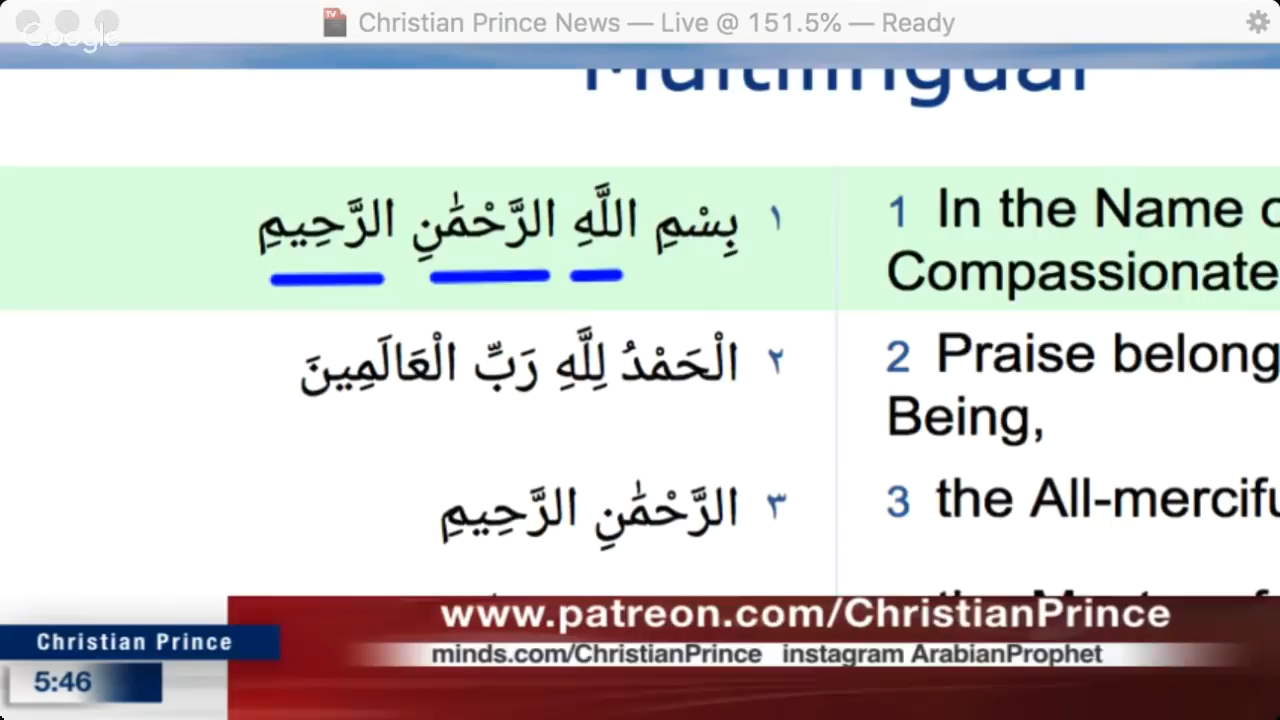 Christian Prince News — Live @ 151.5% — Ready
Google
Multilingual
١ بِسْمِ اللَّهِ الرَّحْمَٰنِ الرَّحِيمِ
1 In the Name
Compassionate
٢ الْحَمْدُ لِلَّهِ رَبِّ الْعَالَمِينَ
2 Praise belong
Being,
٣ الرَّحْمَٰنِ الرَّحِيمِ
3 the All-mercifu
www.patreon.com/ChristianPrince
minds.com/ChristianPrince instagram ArabianProphet
Christian Prince
5:46